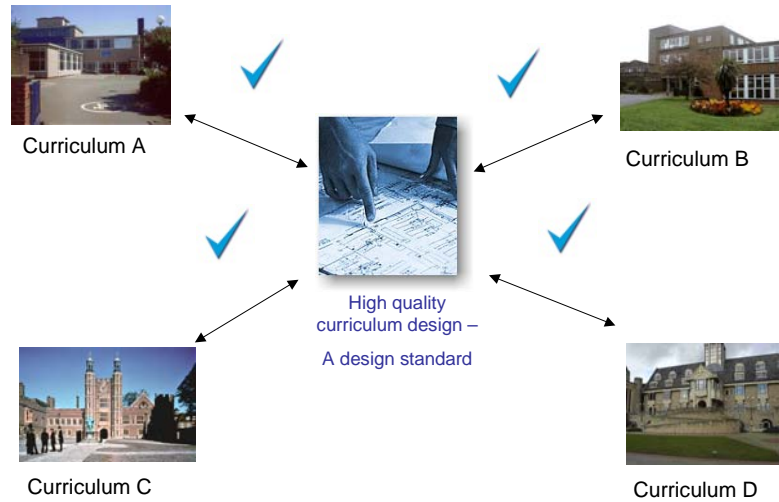 Curriculum A
Curriculum B
High quality
curriculum design –
A design standard
Curriculum C
Curriculum D